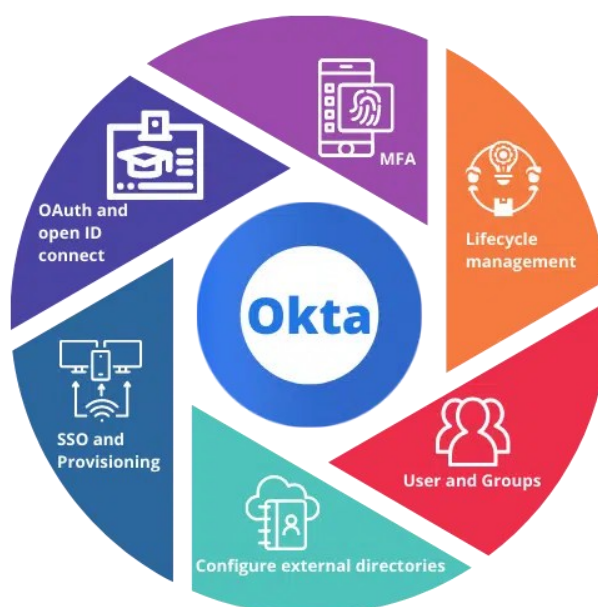 MFA
Lifecycle
management
User and Groups
Configure external directories
SSO and
Provisioning
OAuth and
open ID
connect
Okta